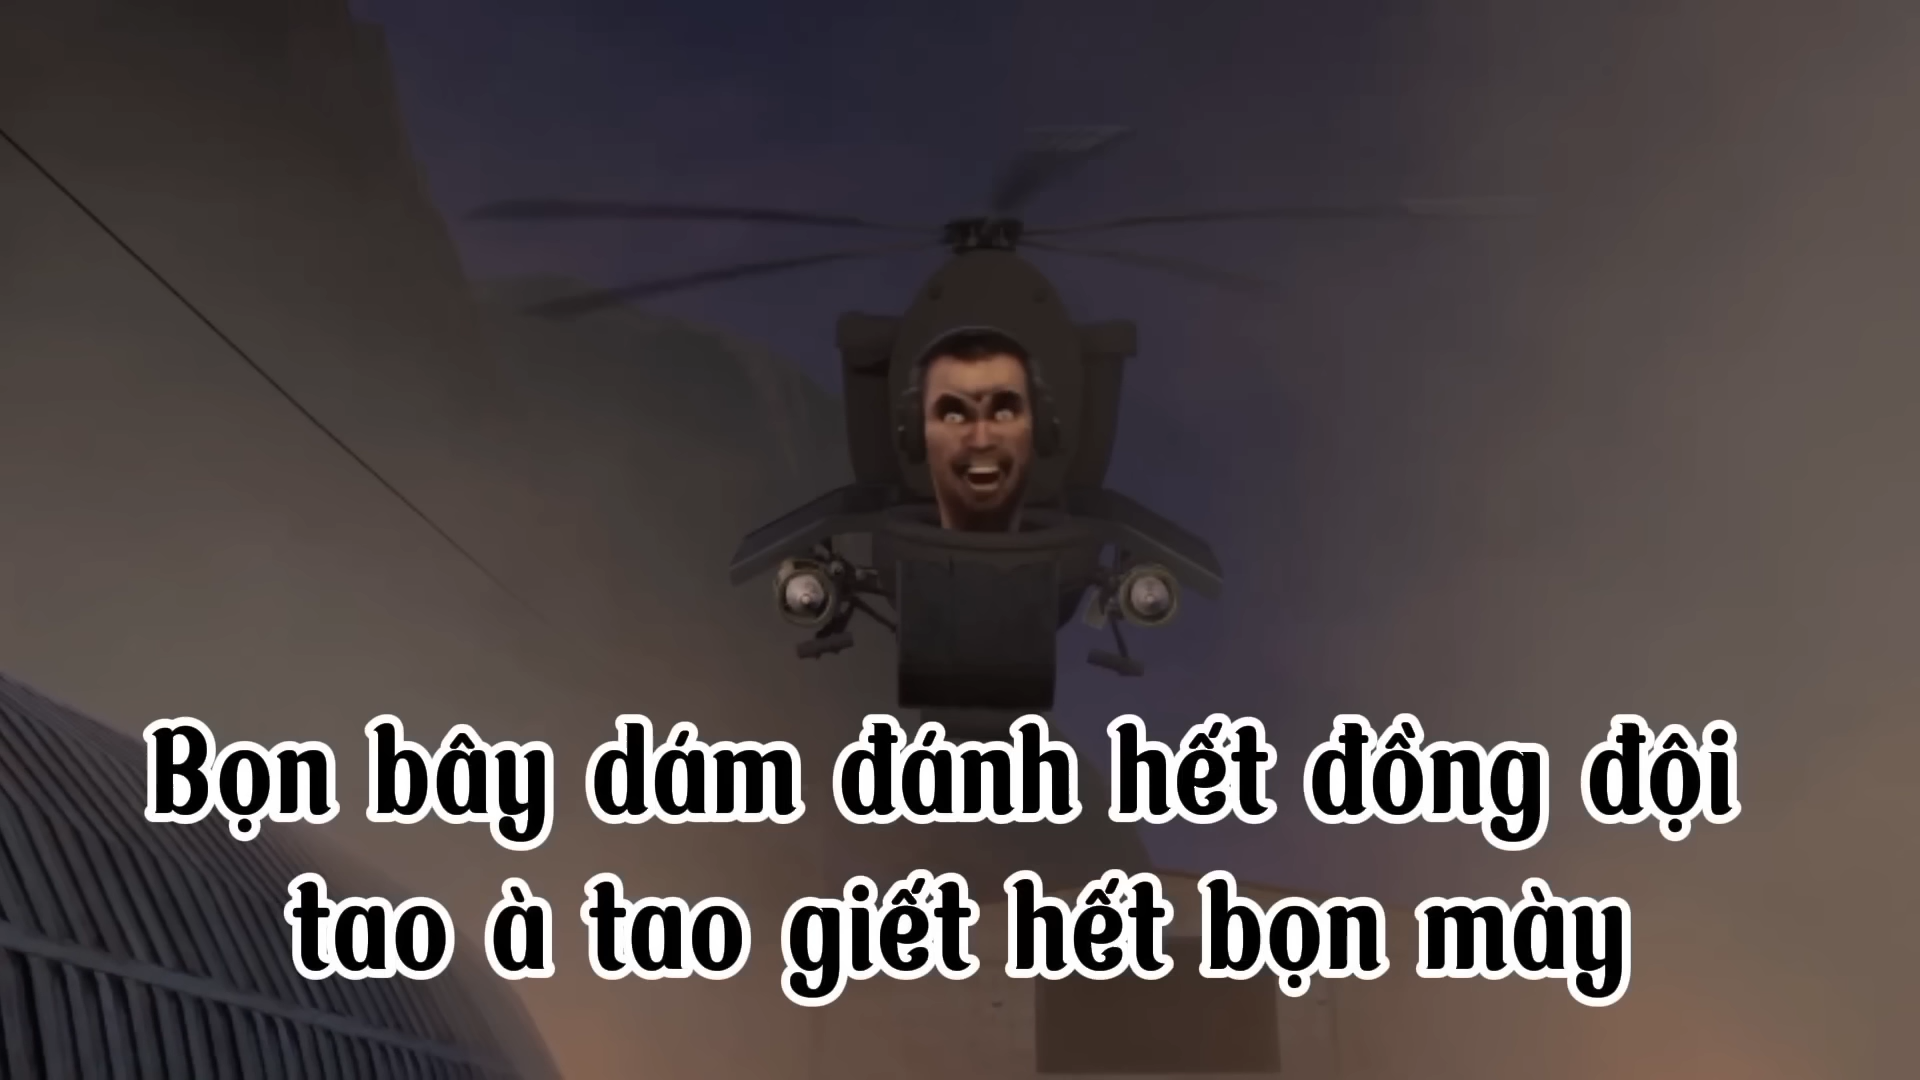 Bọn bây dám đánh hết đồng đội
tao à tao giết hết bọn mày